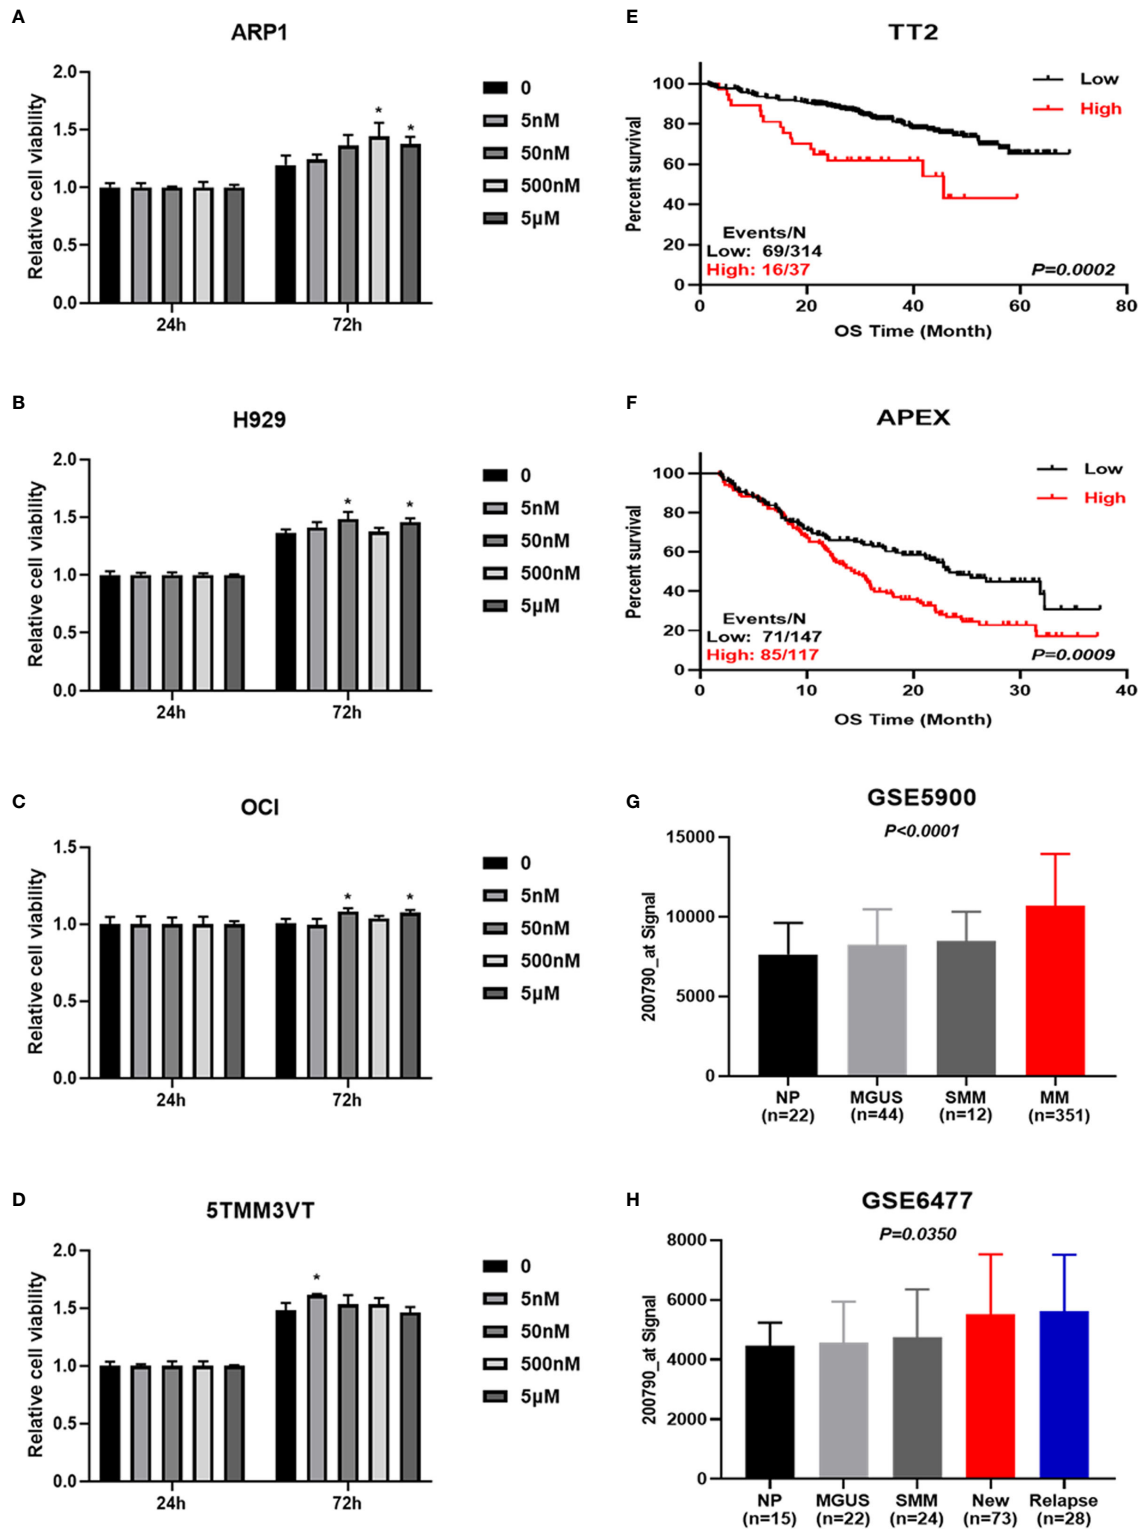 A
ARP1
Relative cell viability
2.0
1.5
1.0
0.5
0.0
* *
24h 72h
0
5nM
50nM
500nM
5µM
B
H929
Relative cell viability
2.0
1.5
1.0
0.5
0.0
* *
24h 72h
0
5nM
50nM
500nM
5µM
C
OCI
Relative cell viability
1.5
1.0
0.5
0.0
* *
24h 72h
0
5nM
50nM
500nM
5µM
D
5TMM3VT
Relative cell viability
2.0
1.5
1.0
0.5
0.0
*
24h 72h
0
5nM
50nM
500nM
5µM
E
TT2
Percent survival
100
80
60
40
20
0
Low
High
Events/N
Low: 69/314
High: 16/37
P=0.0002
0 20 40 60 80
OS Time (Month)
F
APEX
Percent survival
100
80
60
40
20
0
Low
High
Events/N
Low: 71/147
High: 85/117
P=0.0009
0 10 20 30 40
OS Time (Month)
G
GSE5900
P<0.0001
200790_at Signal
15000
10000
5000
0
NP MGUS SMM MM
(n=22) (n=44) (n=12) (n=351)
H
GSE6477
P=0.0350
200790_at Signal
8000
6000
4000
2000
0
NP MGUS SMM New Relapse
(n=15) (n=22) (n=24) (n=73) (n=28)